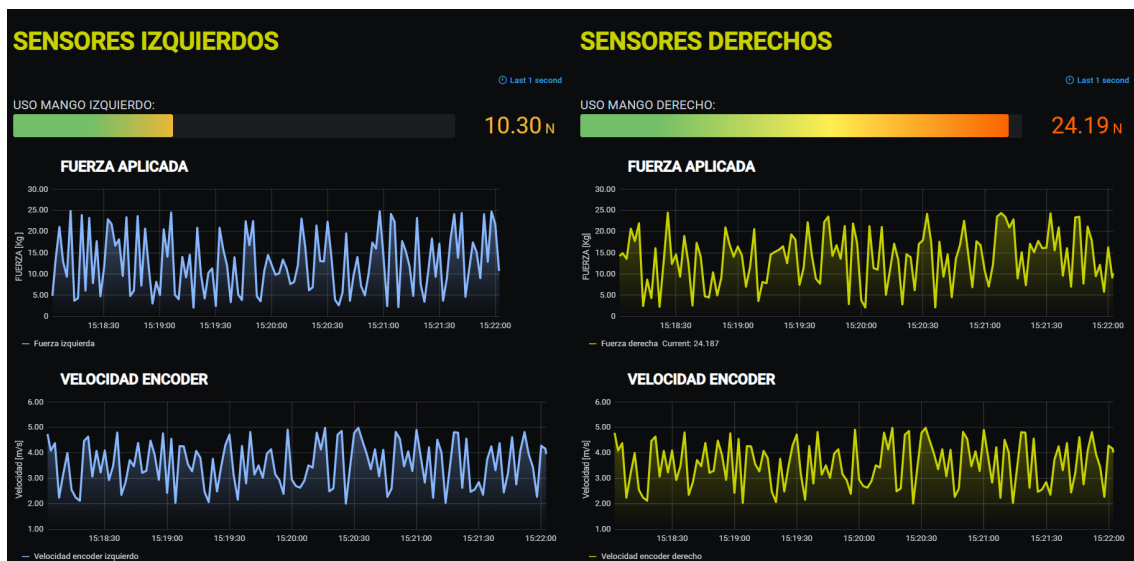 SENSORES IZQUIERDOS
Last 1 second
USO MANGO IZQUIERDO:
10.30 N
FUERZA APLICADA
FUERZA [Kg]
30.00
25.00
20.00
15.00
10.00
5.00
0
15:18:30 15:19:00 15:19:30 15:20:00 15:20:30 15:21:00 15:21:30 15:22:00
Fuerza izquierda
VELOCIDAD ENCODER
Velocidad [m/s]
6.00
5.00
4.00
3.00
2.00
1.00
15:18:30 15:19:00 15:19:30 15:20:00 15:20:30 15:21:00 15:21:30 15:22:00
Velocidad encoder izquierdo
SENSORES DERECHOS
Last 1 second
USO MANGO DERECHO:
24.19 N
FUERZA APLICADA
FUERZA [Kg]
30.00
25.00
20.00
15.00
10.00
5.00
0
15:18:30 15:19:00 15:19:30 15:20:00 15:20:30 15:21:00 15:21:30 15:22:00
Fuerza derecha Current: 24.187
VELOCIDAD ENCODER
Velocidad [m/s]
6.00
5.00
4.00
3.00
2.00
1.00
15:18:30 15:19:00 15:19:30 15:20:00 15:20:30 15:21:00 15:21:30 15:22:00
Velocidad encoder derecho